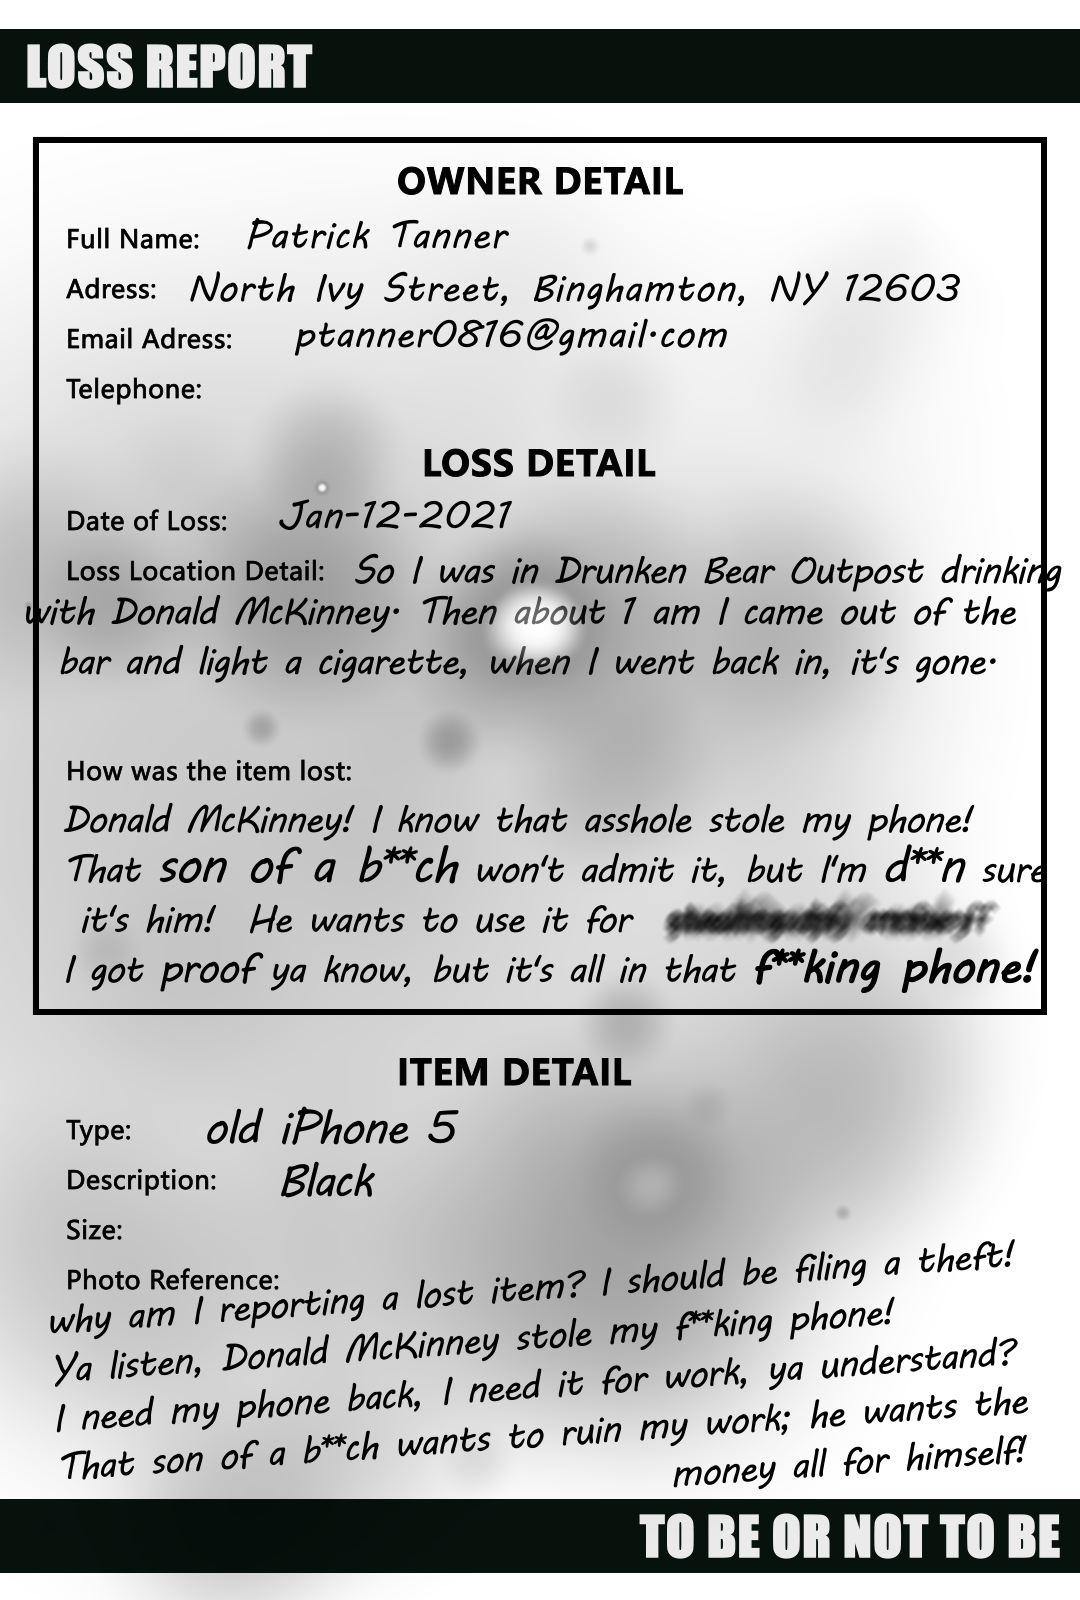 LOSS REPORT
OWNER DETAIL
Full Name: Patrick Tanner
Adress: North Ivy Street, Binghamton, NY 12603
Email Adress: ptanner0816@gmail.com
Telephone:
LOSS DETAIL
Date of Loss: Jan-12-2021
Loss Location Detail: So I was in Drunken Bear Outpost drinking
with Donald McKinney. Then about 1 am I came out of the
bar and light a cigarette, when I went back in, it's gone.
How was the item lost:
Donald McKinney! I know that asshole stole my phone!
That son of a b**ch won't admit it, but I'm d**n sure
it's him! He wants to use it for
I got proof ya know, but it's all in that f**king phone!
ITEM DETAIL
Type: old iPhone 5
Description: Black
Size:
Photo Reference:
why am I reporting a lost item? I should be filing a theft!
Ya listen, Donald McKinney stole my f**king phone!
I need my phone back, I need it for work, ya understand?
That son of a b**ch wants to ruin my work; he wants the
money all for himself!
TO BE OR NOT TO BE